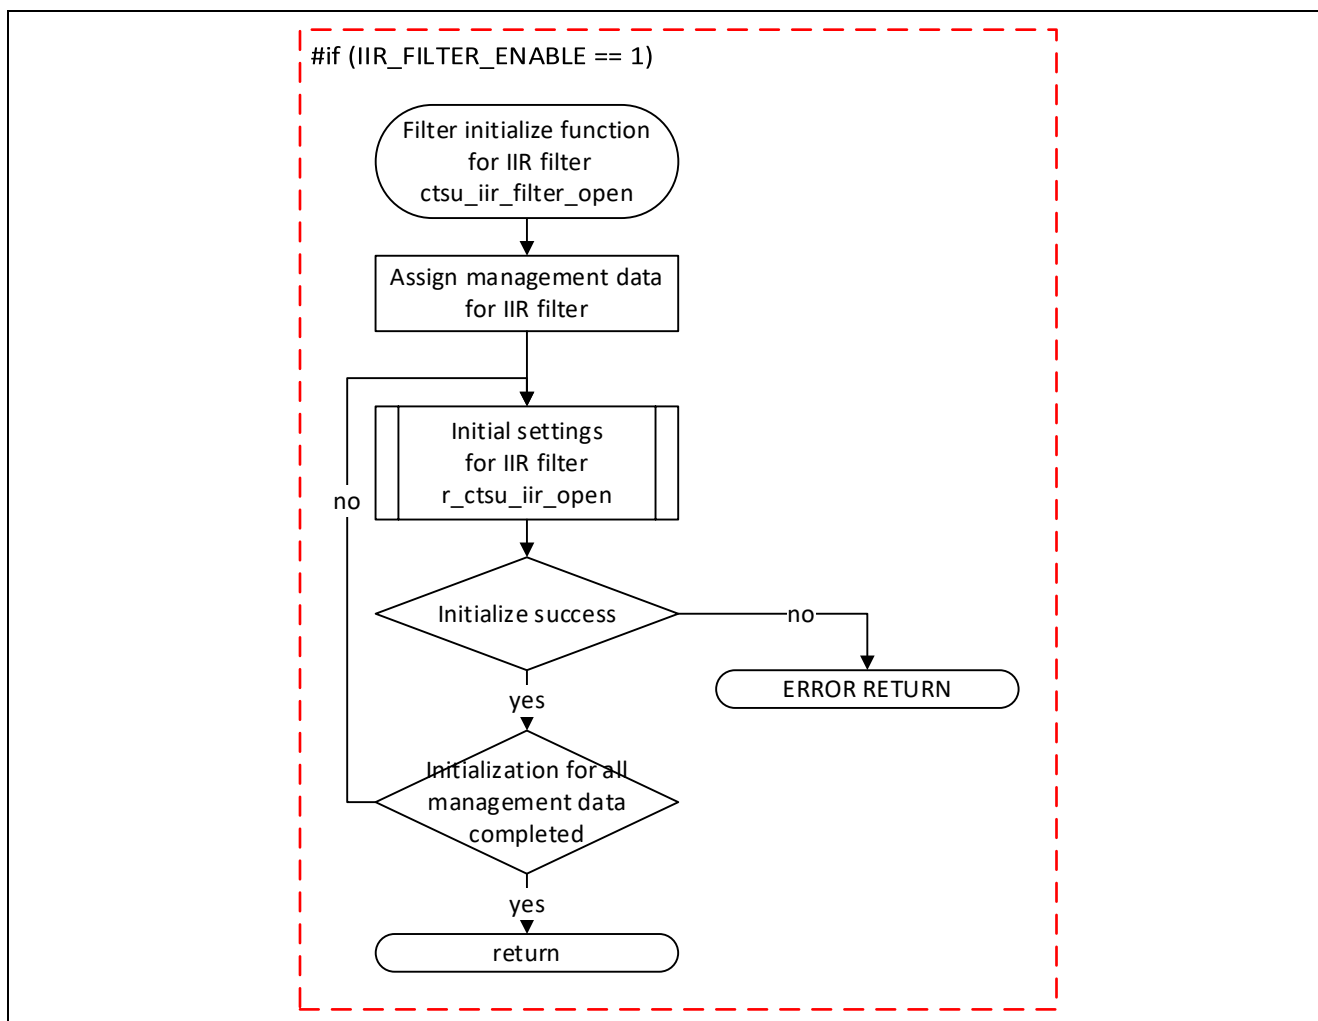 #if (IIR_FILTER_ENABLE == 1)
Filter initialize function
for IIR filter
ctsu_iir_filter_open
Assign management data
for IIR filter
Initial settings
for IIR filter
r_ctsu_iir_open
no
Initialize success
no
ERROR RETURN
yes
Initialization for all
management data
completed
yes
return